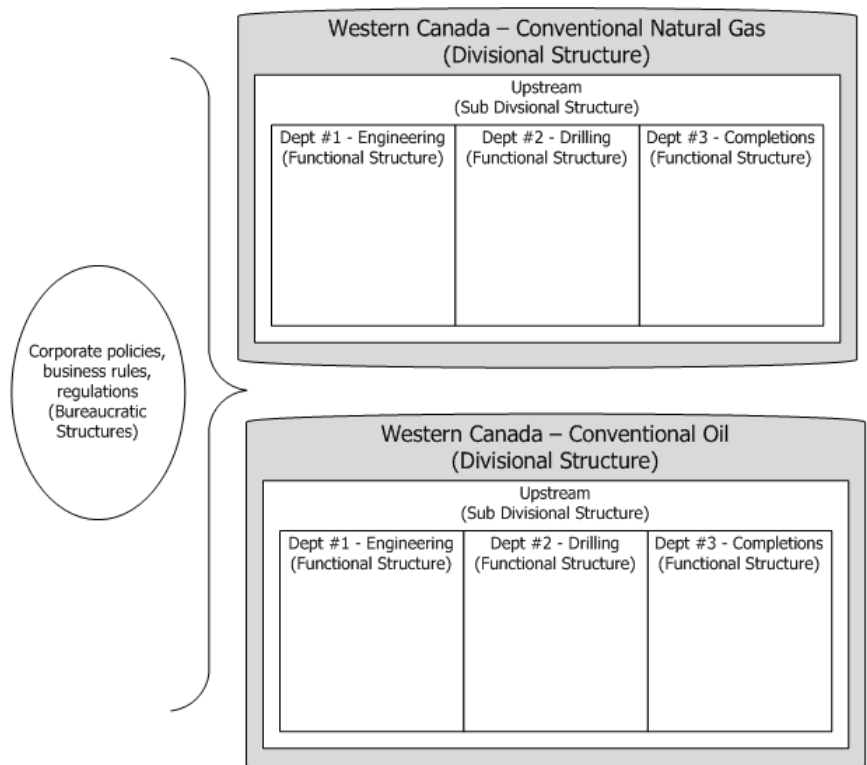 Western Canada – Conventional Natural Gas
(Divisional Structure)
Upstream
(Sub Divsional Structure)
Dept #1 - Engineering
(Functional Structure)
Dept #2 - Drilling
(Functional Structure)
Dept #3 - Completions
(Functional Structure)
Corporate policies,
business rules,
regulations
(Bureaucratic
Structures)
Western Canada – Conventional Oil
(Divisional Structure)
Upstream
(Sub Divisional Structure)
Dept #1 - Engineering
(Functional Structure)
Dept #2 - Drilling
(Functional Structure)
Dept #3 - Completions
(Functional Structure)